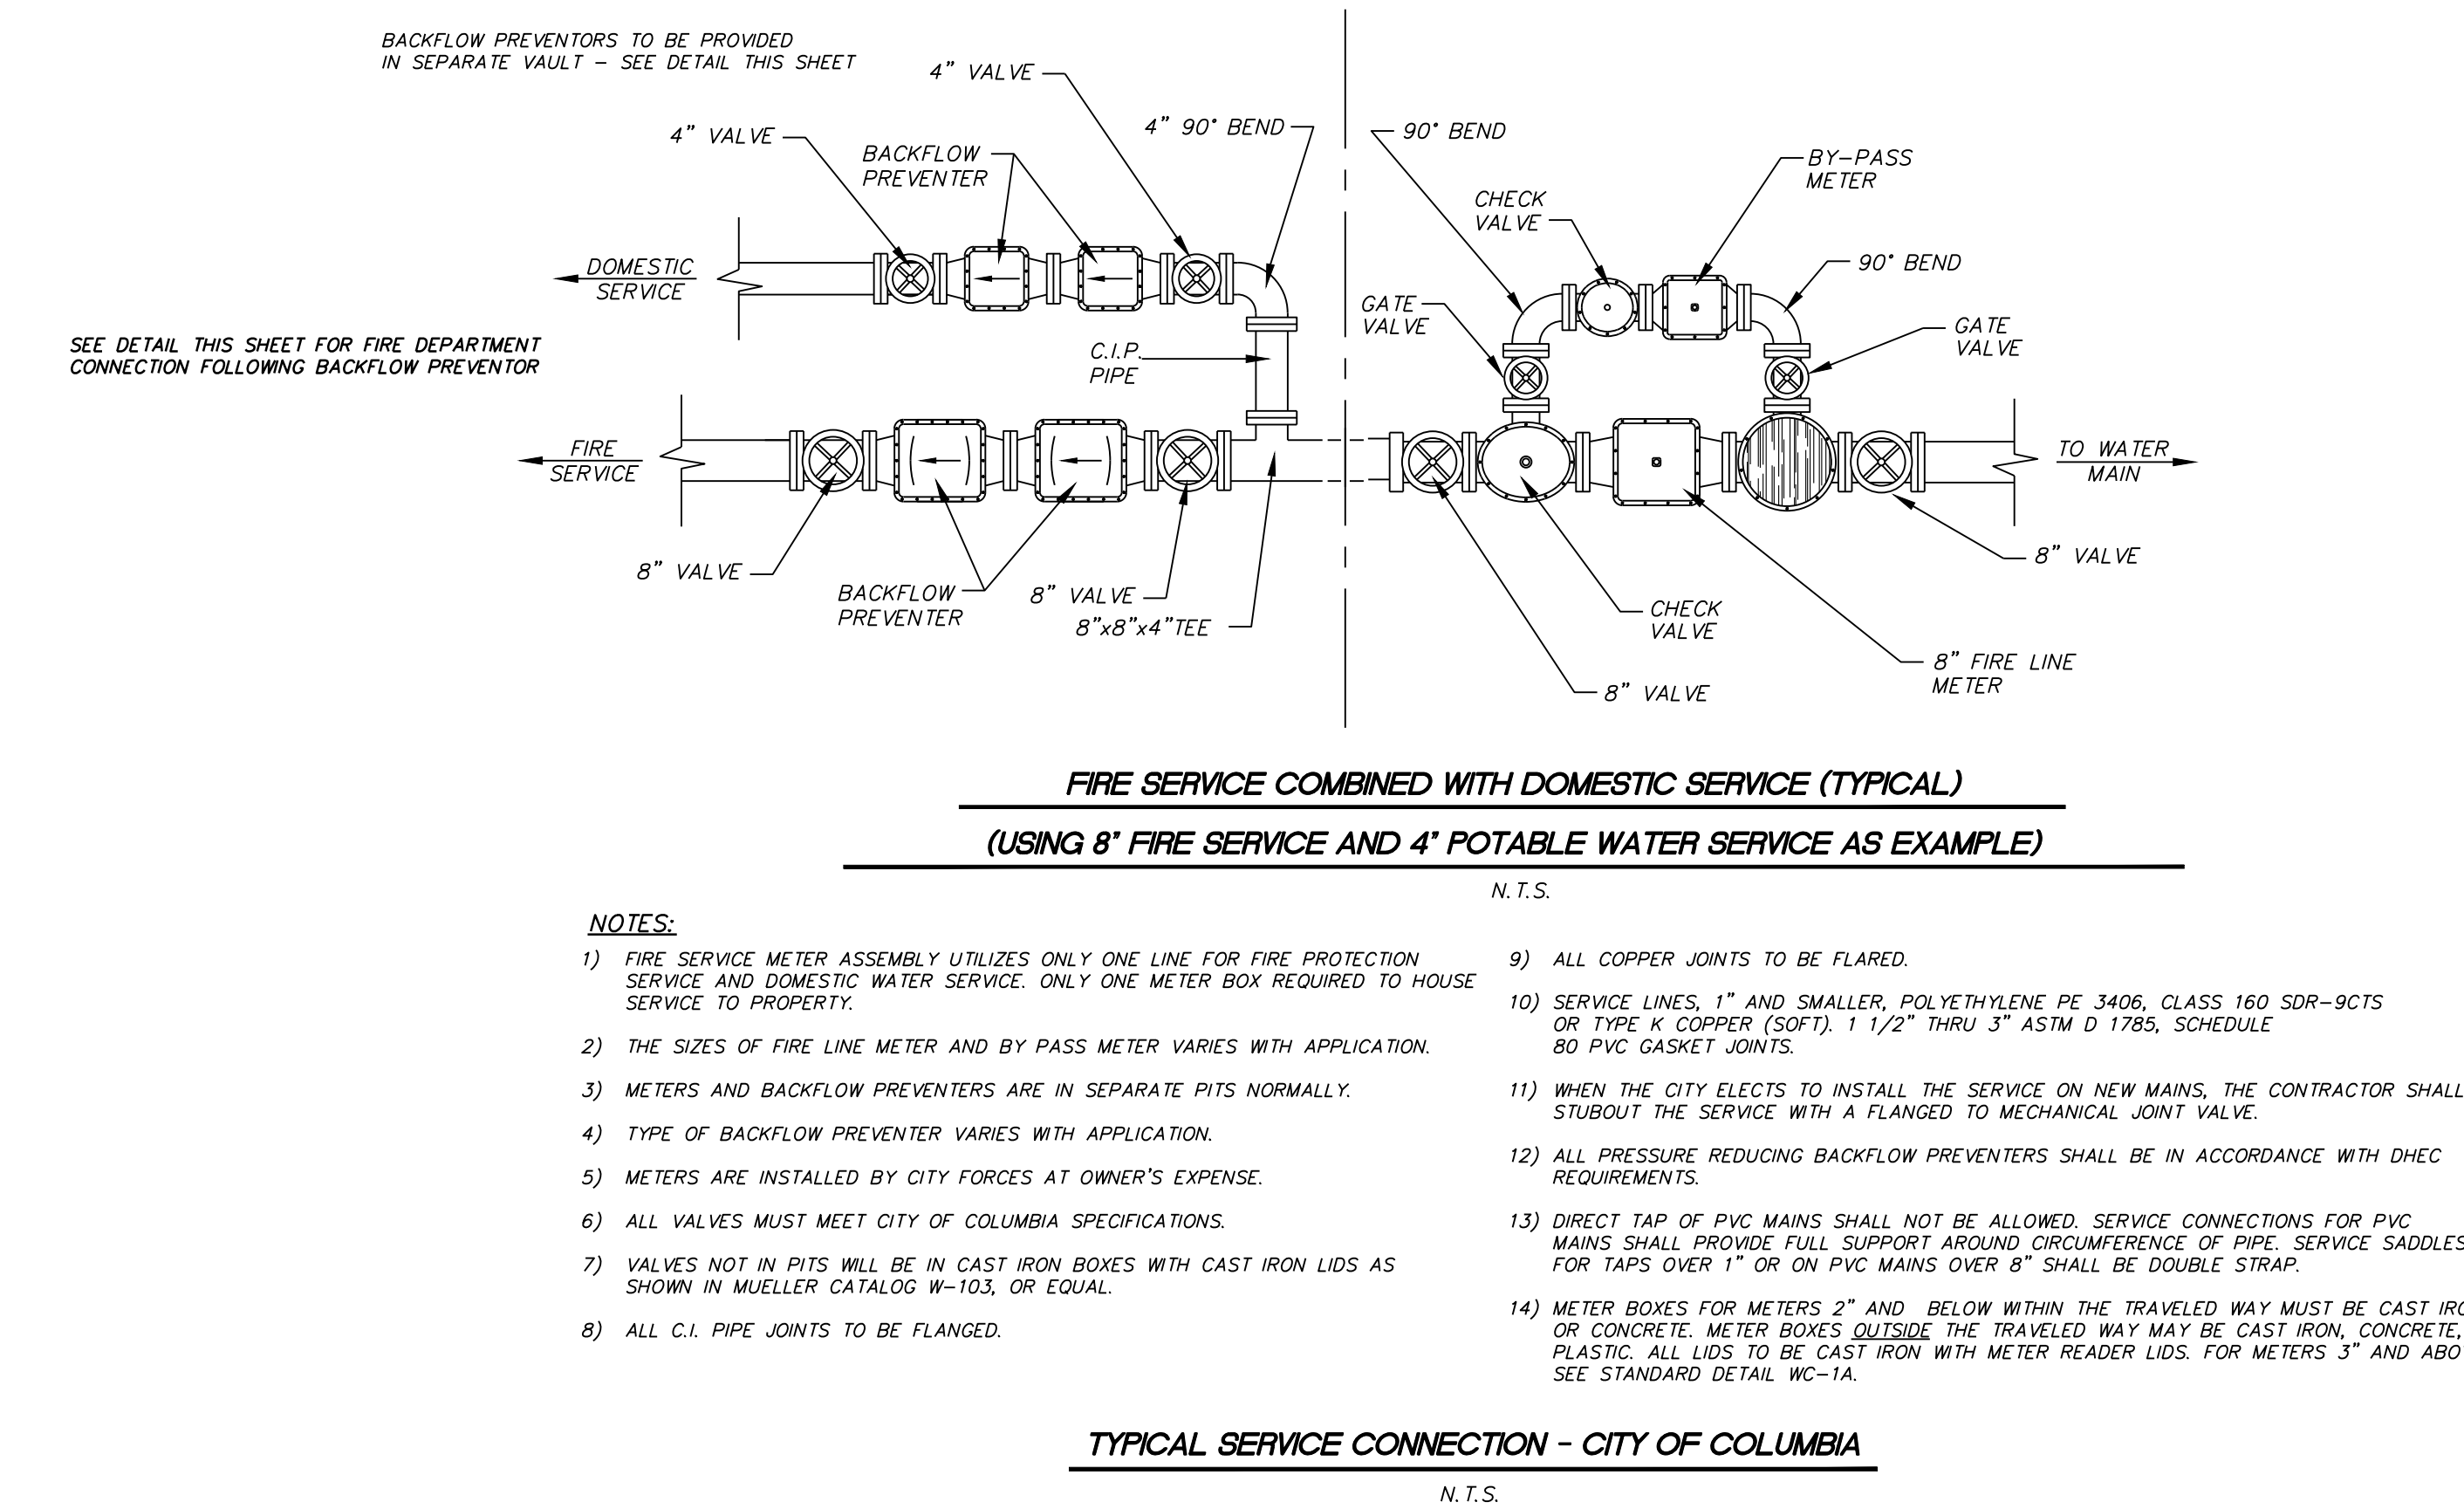 BACKFLOW PREVENTORS TO BE PROVIDED
IN SEPARATE VAULT – SEE DETAIL THIS SHEET
4" VALVE
4" VALVE
BACKFLOW
PREVENTER
4" 90° BEND
90° BEND
BY–PASS
METER
CHECK
VALVE
DOMESTIC
SERVICE
90° BEND
GATE
VALVE
GATE
VALVE
SEE DETAIL THIS SHEET FOR FIRE DEPARTMENT
CONNECTION FOLLOWING BACKFLOW PREVENTOR
C.I.P.
PIPE
FIRE
SERVICE
TO WATER
MAIN
8" VALVE
BACKFLOW
PREVENTER
8" VALVE
8"x8"x4"TEE
8" VALVE
CHECK
VALVE
8" FIRE LINE
METER
8" VALVE
FIRE SERVICE COMBINED WITH DOMESTIC SERVICE (TYPICAL)
(USING 8" FIRE SERVICE AND 4" POTABLE WATER SERVICE AS EXAMPLE)
N.T.S.
NOTES:
1) FIRE SERVICE METER ASSEMBLY UTILIZES ONLY ONE LINE FOR FIRE PROTECTION
SERVICE AND DOMESTIC WATER SERVICE. ONLY ONE METER BOX REQUIRED TO HOUSE
SERVICE TO PROPERTY.
2) THE SIZES OF FIRE LINE METER AND BY PASS METER VARIES WITH APPLICATION.
3) METERS AND BACKFLOW PREVENTERS ARE IN SEPARATE PITS NORMALLY.
4) TYPE OF BACKFLOW PREVENTER VARIES WITH APPLICATION.
5) METERS ARE INSTALLED BY CITY FORCES AT OWNER'S EXPENSE.
6) ALL VALVES MUST MEET CITY OF COLUMBIA SPECIFICATIONS.
7) VALVES NOT IN PITS WILL BE IN CAST IRON BOXES WITH CAST IRON LIDS AS
SHOWN IN MUELLER CATALOG W–103, OR EQUAL.
8) ALL C.I. PIPE JOINTS TO BE FLANGED.
9) ALL COPPER JOINTS TO BE FLARED.
10) SERVICE LINES, 1" AND SMALLER, POLYETHYLENE PE 3406, CLASS 160 SDR–9CTS
OR TYPE K COPPER (SOFT). 1 1/2" THRU 3" ASTM D 1785, SCHEDULE
80 PVC GASKET JOINTS.
11) WHEN THE CITY ELECTS TO INSTALL THE SERVICE ON NEW MAINS, THE CONTRACTOR SHALL
STUBOUT THE SERVICE WITH A FLANGED TO MECHANICAL JOINT VALVE.
12) ALL PRESSURE REDUCING BACKFLOW PREVENTERS SHALL BE IN ACCORDANCE WITH DHEC
REQUIREMENTS.
13) DIRECT TAP OF PVC MAINS SHALL NOT BE ALLOWED. SERVICE CONNECTIONS FOR PVC
MAINS SHALL PROVIDE FULL SUPPORT AROUND CIRCUMFERENCE OF PIPE. SERVICE SADDLES
FOR TAPS OVER 1" OR ON PVC MAINS OVER 8" SHALL BE DOUBLE STRAP.
14) METER BOXES FOR METERS 2" AND BELOW WITHIN THE TRAVELED WAY MUST BE CAST
OR CONCRETE. METER BOXES OUTSIDE THE TRAVELED WAY MAY BE CAST IRON, CONCRETE,
PLASTIC. ALL LIDS TO BE CAST IRON WITH METER READER LIDS. FOR METERS 3" AND
SEE STANDARD DETAIL WC–1A.
TYPICAL SERVICE CONNECTION – CITY OF COLUMBIA
N.T.S.